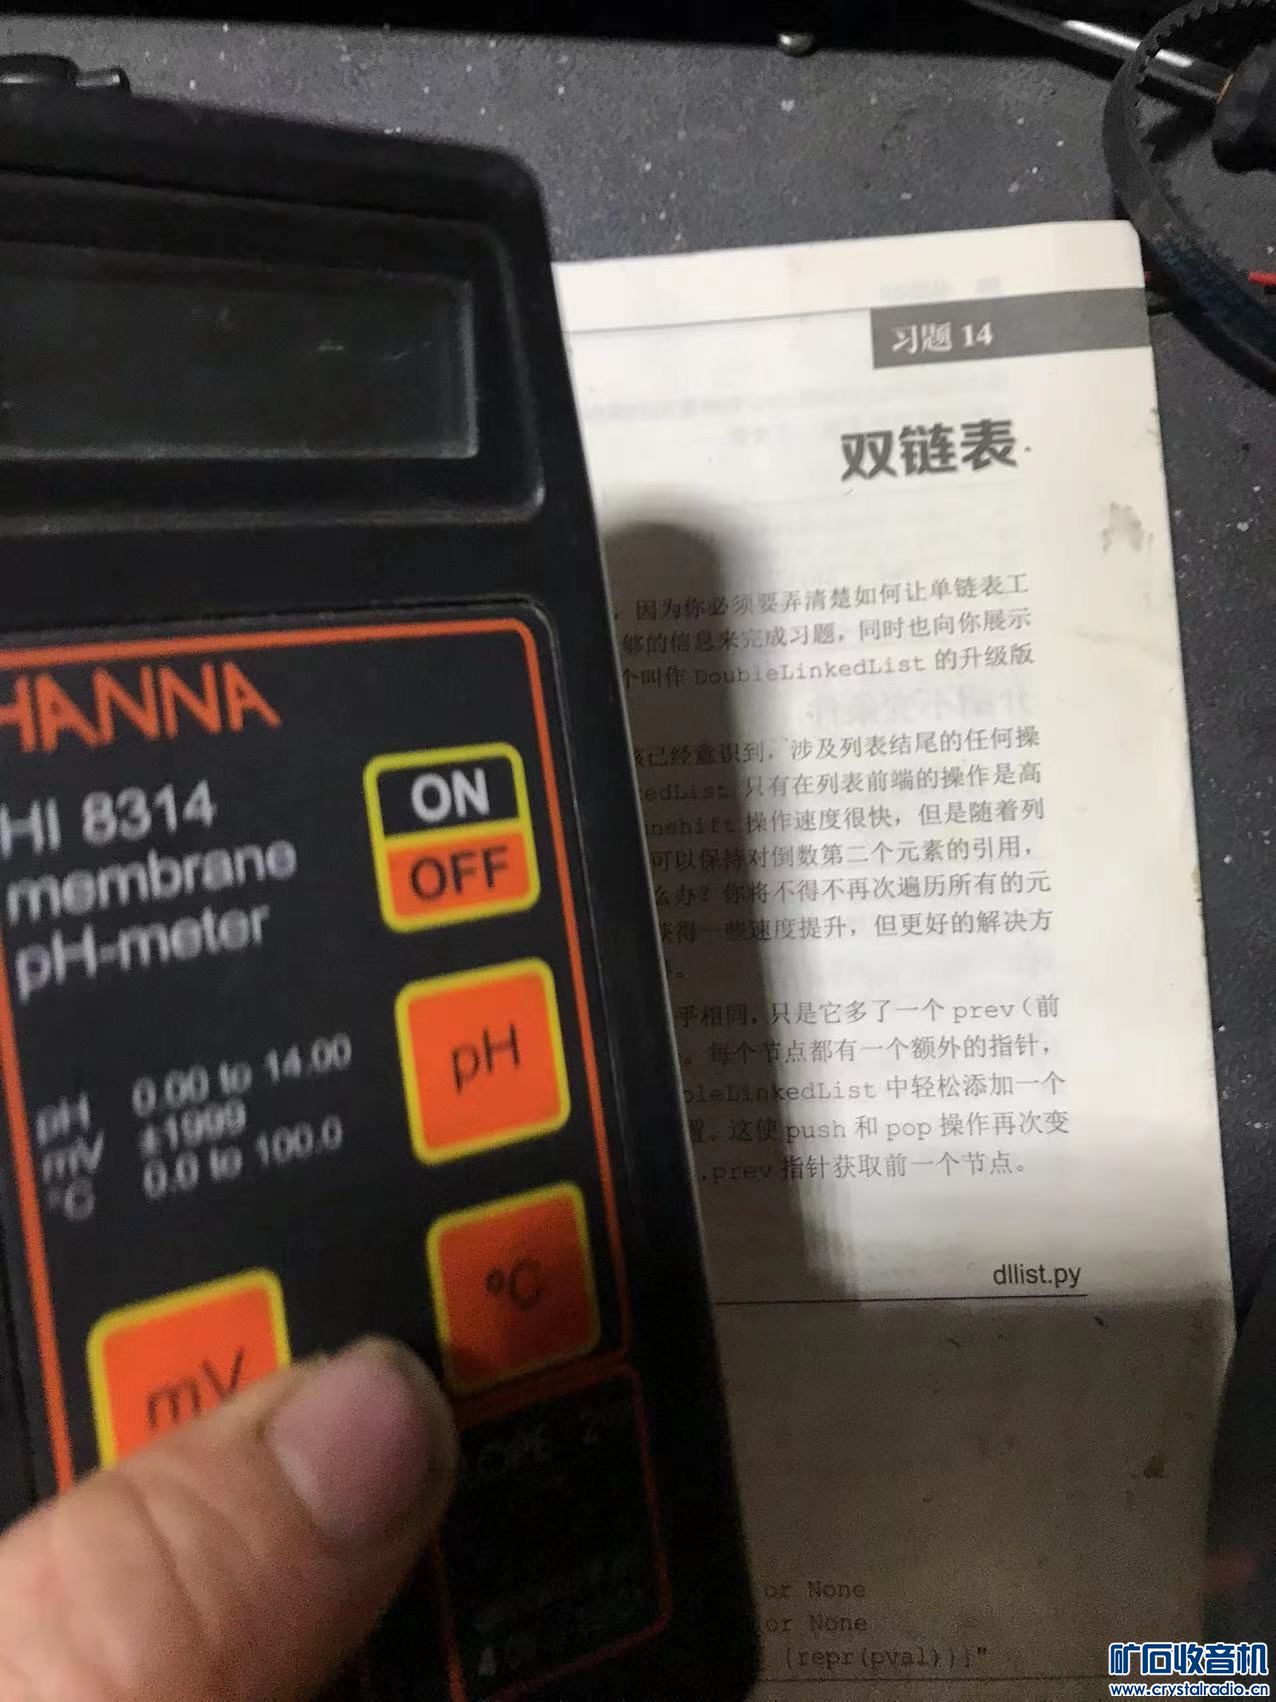 HANNA
HI 8314
membrane
pH-meter
ON
OFF
pH
°C
mV
pH 0.00 to 14.00
mV ±1999
°C 0.0 to 100.0
习题 14
双链表
，因为你必须要弄清楚如何让单链表工
够的信息来完成习题，同时也向你展示
个叫作 DoubleLinkedList 的升级版
已经意识到，涉及列表结尾的任何操
edList 只有在列表前端的操作是高
unshift 操作速度很快，但是随着列
可以保持对倒数第二个元素的引用，
么办？你将不得不再次遍历所有的元
获得一些速度提升，但更好的解决方
。
乎相同，只是它多了一个 prev（前
。每个节点都有一个额外的指针，
bleLinkedList 中轻松添加一个
置。这使 push 和 pop 操作再次变
.prev 指针获取前一个节点。
dllist.py
or None
or None
{repr(pval)}]"
矿石收音机
www.crystalradio.cn